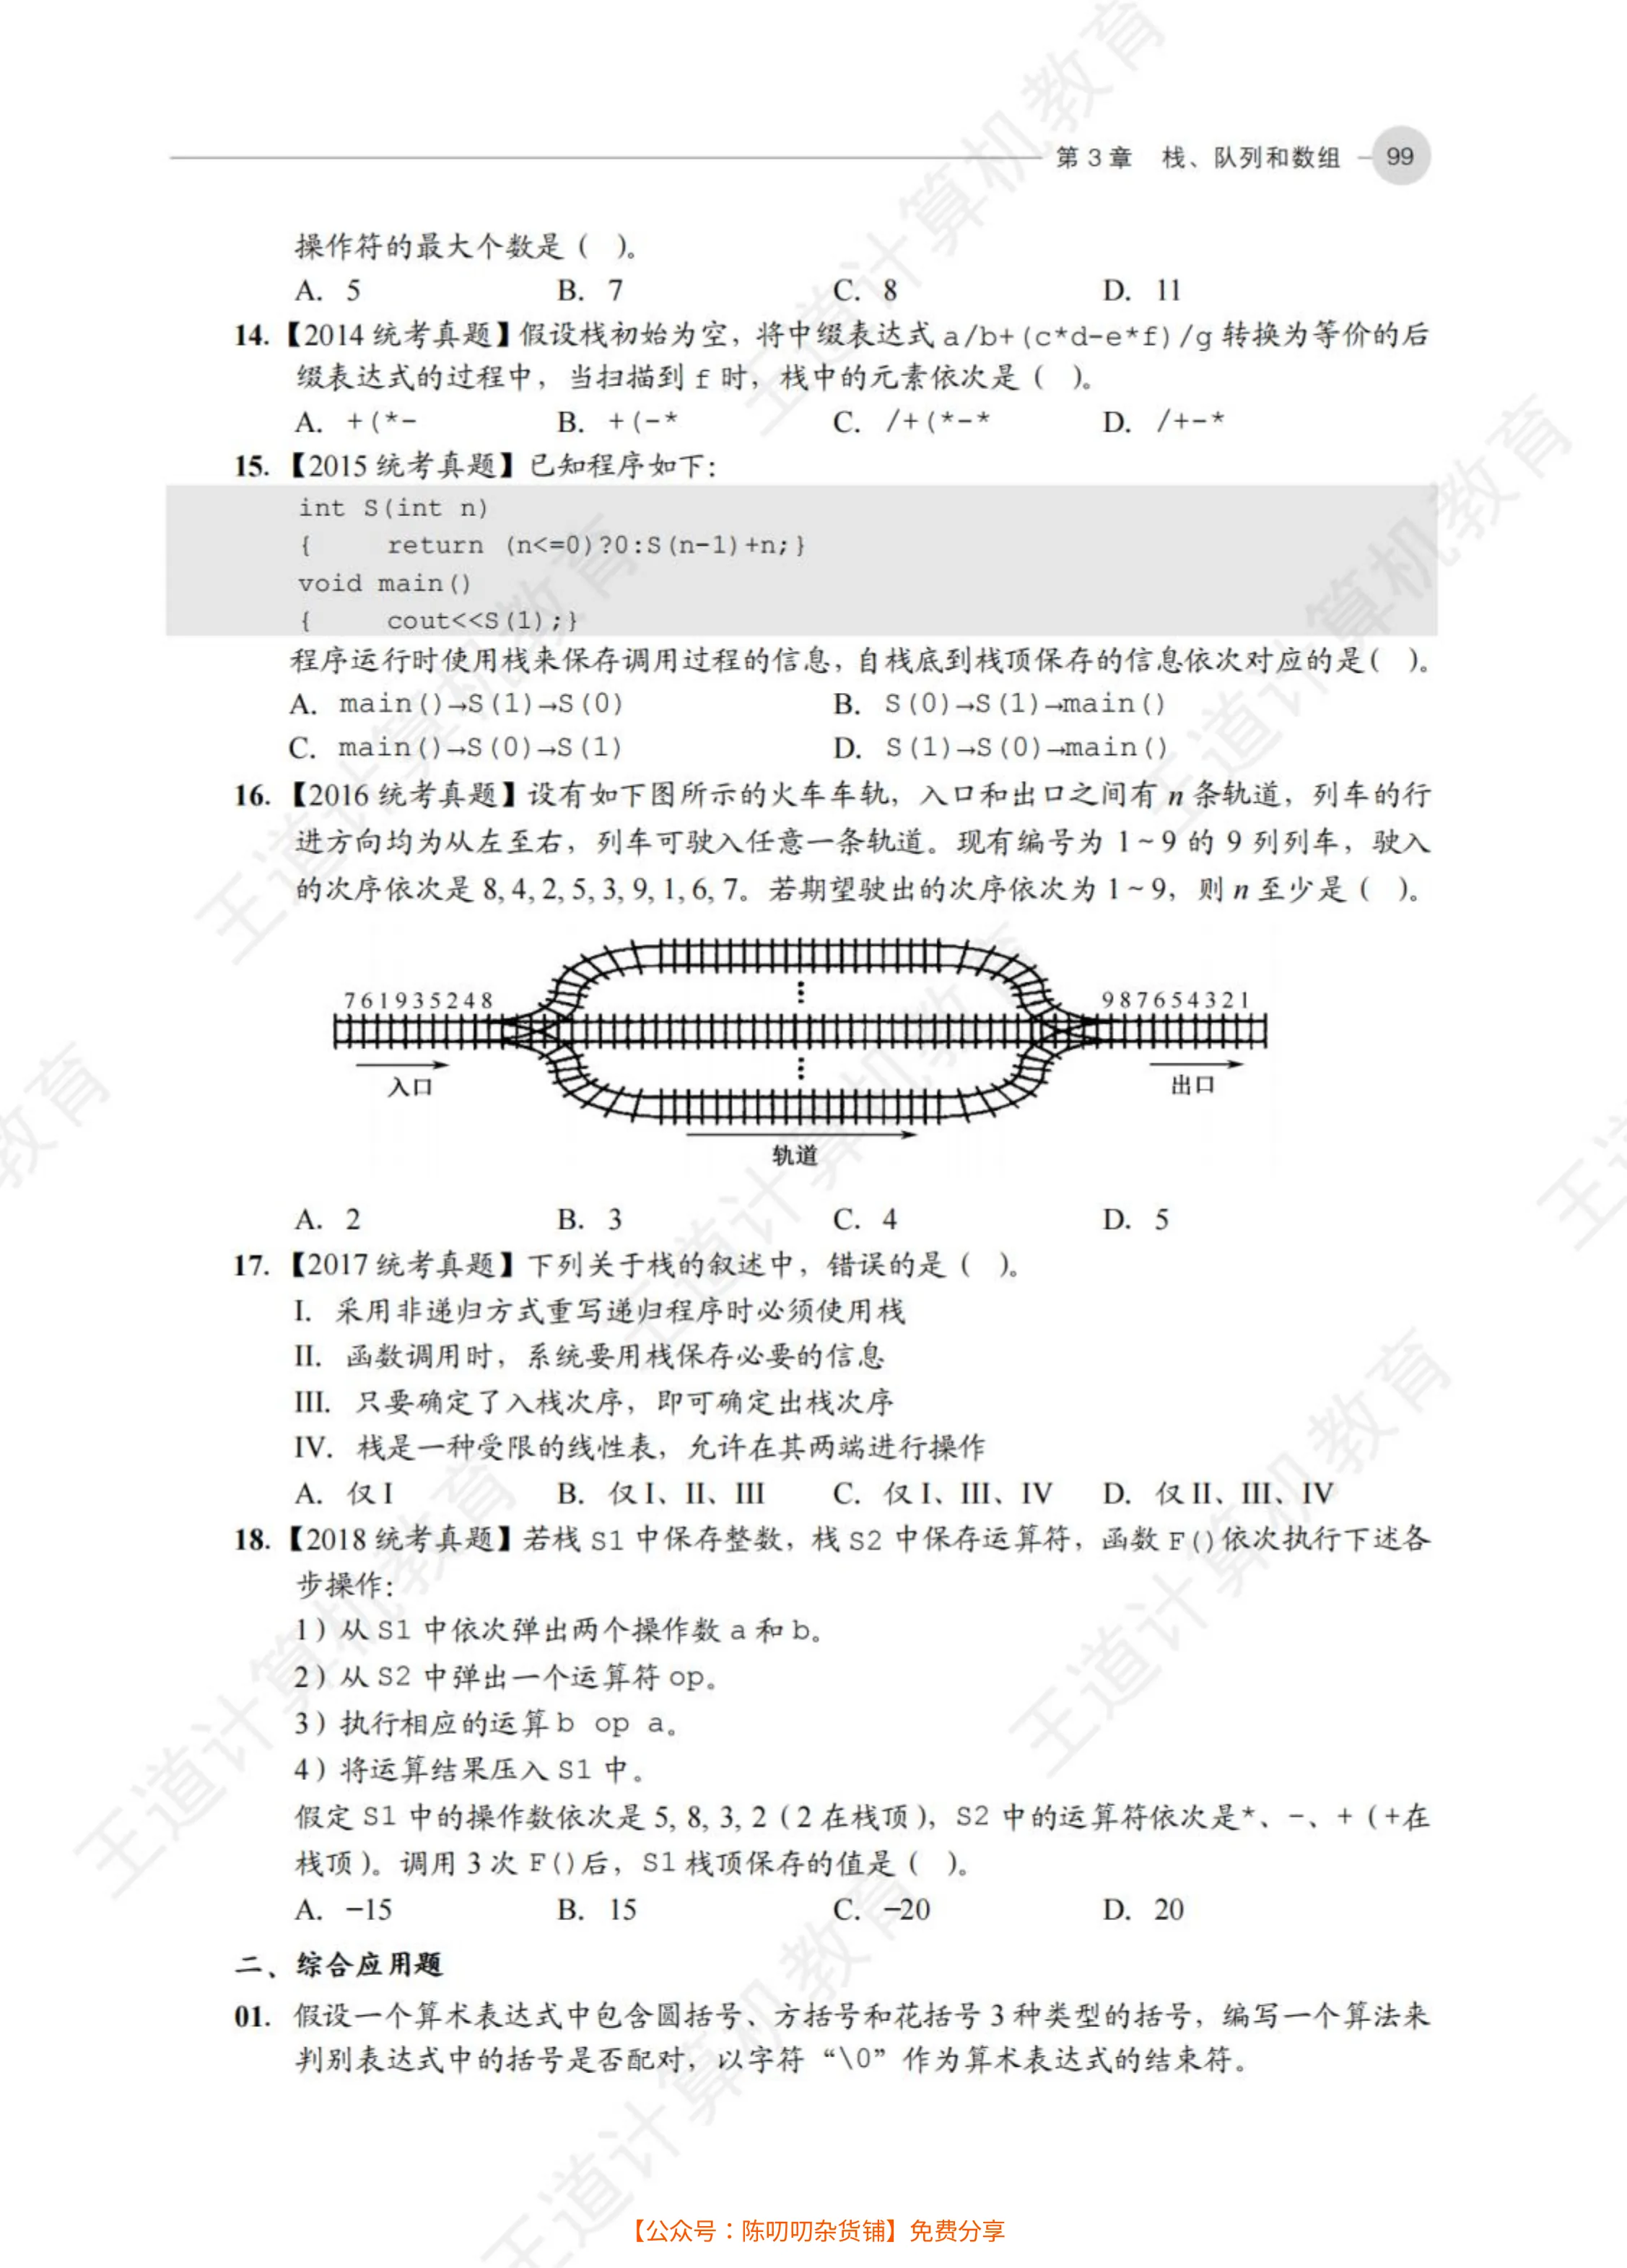 第 3 章 栈、队列和数组 99
操作符的最大个数是（ ）。
A. 5 B. 7 C. 8 D. 11
14.【2014 统考真题】假设栈初始为空，将中缀表达式 a/b+(c*d-e*f)/g 转换为等价的后
缀表达式的过程中，当扫描到 f 时，栈中的元素依次是（ ）。
A. +(*- B. +(-* C. /+(*-* D. /+-*
15.【2015 统考真题】已知程序如下：
int S(int n)
{ return (n<=0)?0:S(n-1)+n;}
void main()
{ cout<<S(1);}
程序运行时使用栈来保存调用过程的信息，自栈底到栈顶保存的信息依次对应的是（ ）。
A. main()→S(1)→S(0) B. S(0)→S(1)→main()
C. main()→S(0)→S(1) D. S(1)→S(0)→main()
16.【2016 统考真题】设有如下图所示的火车车轨，入口和出口之间有 n 条轨道，列车的行
进方向均为从左至右，列车可驶入任意一条轨道。现有编号为 1~9 的 9 列列车，驶入
的次序依次是 8, 4, 2, 5, 3, 9, 1, 6, 7。若期望驶出的次序依次为 1~9，则 n 至少是（ ）。
7 6 1 9 3 5 2 4 8 9 8 7 6 5 4 3 2 1
入口 出口
轨道
A. 2 B. 3 C. 4 D. 5
17.【2017 统考真题】下列关于栈的叙述中，错误的是（ ）。
I. 采用非递归方式重写递归程序时必须使用栈
II. 函数调用时，系统要用栈保存必要的信息
III. 只要确定了入栈次序，即可确定出栈次序
IV. 栈是一种受限的线性表，允许在其两端进行操作
A. 仅 I B. 仅 I、II、III C. 仅 I、III、IV D. 仅 II、III、IV
18.【2018 统考真题】若栈 S1 中保存整数，栈 S2 中保存运算符，函数 F()依次执行下述各
步操作：
1）从 S1 中依次弹出两个操作数 a 和 b。
2）从 S2 中弹出一个运算符 op。
3）执行相应的运算 b op a。
4）将运算结果压入 S1 中。
假定 S1 中的操作数依次是 5, 8, 3, 2（2 在栈顶），S2 中的运算符依次是*、-、+（+在
栈顶）。调用 3 次 F()后，S1 栈顶保存的值是（ ）。
A. −15 B. 15 C. −20 D. 20
二、综合应用题
01. 假设一个算术表达式中包含圆括号、方括号和花括号 3 种类型的括号，编写一个算法来
判别表达式中的括号是否配对，以字符“\0”作为算术表达式的结束符。
【公众号：陈叨叨杂货铺】免费分享
王道计算机教育